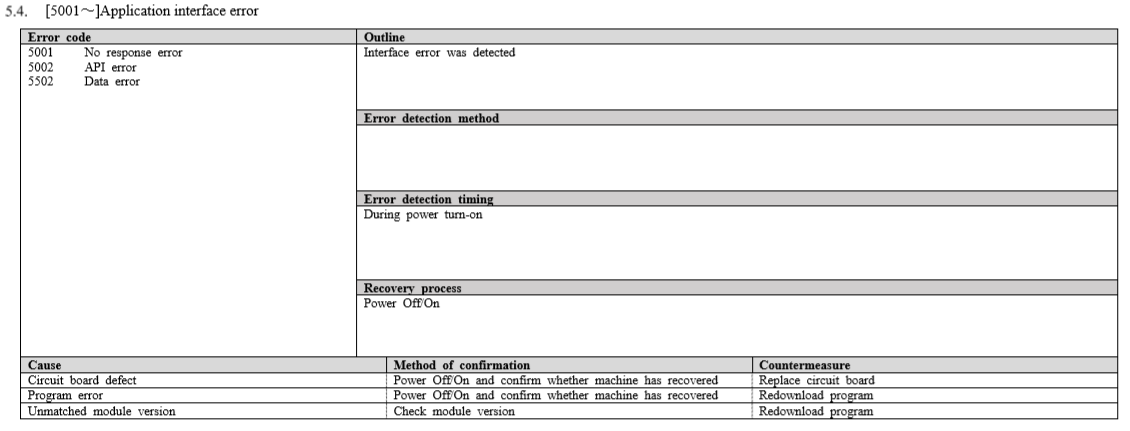 5.4. [5001～]Application interface error
Error code Outline
5001 No response error Interface error was detected
5002 API error
5502 Data error
Error detection method
Error detection timing
During power turn-on
Recovery process
Power Off/On
Cause Method of confirmation Countermeasure
Circuit board defect Power Off/On and confirm whether machine has recovered Replace circuit board
Program error Power Off/On and confirm whether machine has recovered Redownload program
Unmatched module version Check module version Redownload program